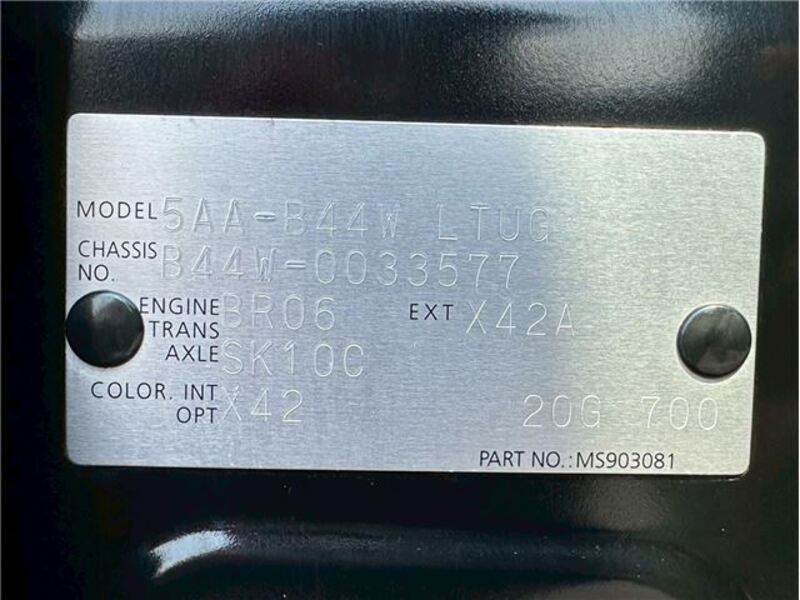 MODEL 5AA-B44W LTUG
CHASSIS NO. B44W-0033577
ENGINE BR06 EXT X42A
TRANS AXLE SK10C
COLOR. INT OPT X42 20G 700
PART NO.:MS903081